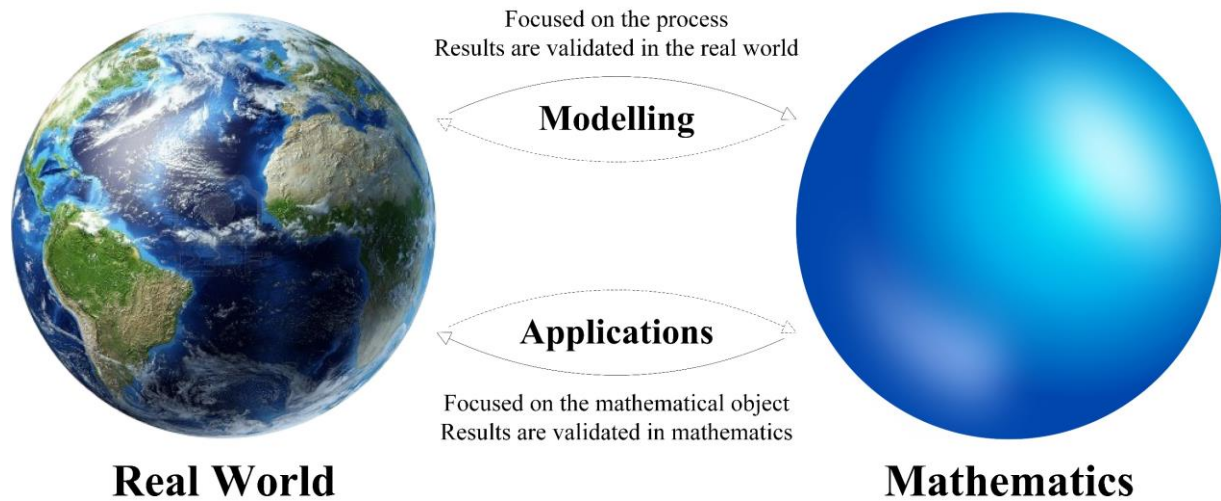 Focused on the process
Results are validated in the real world
Modelling
Applications
Focused on the mathematical object
Results are validated in mathematics
Real World
Mathematics